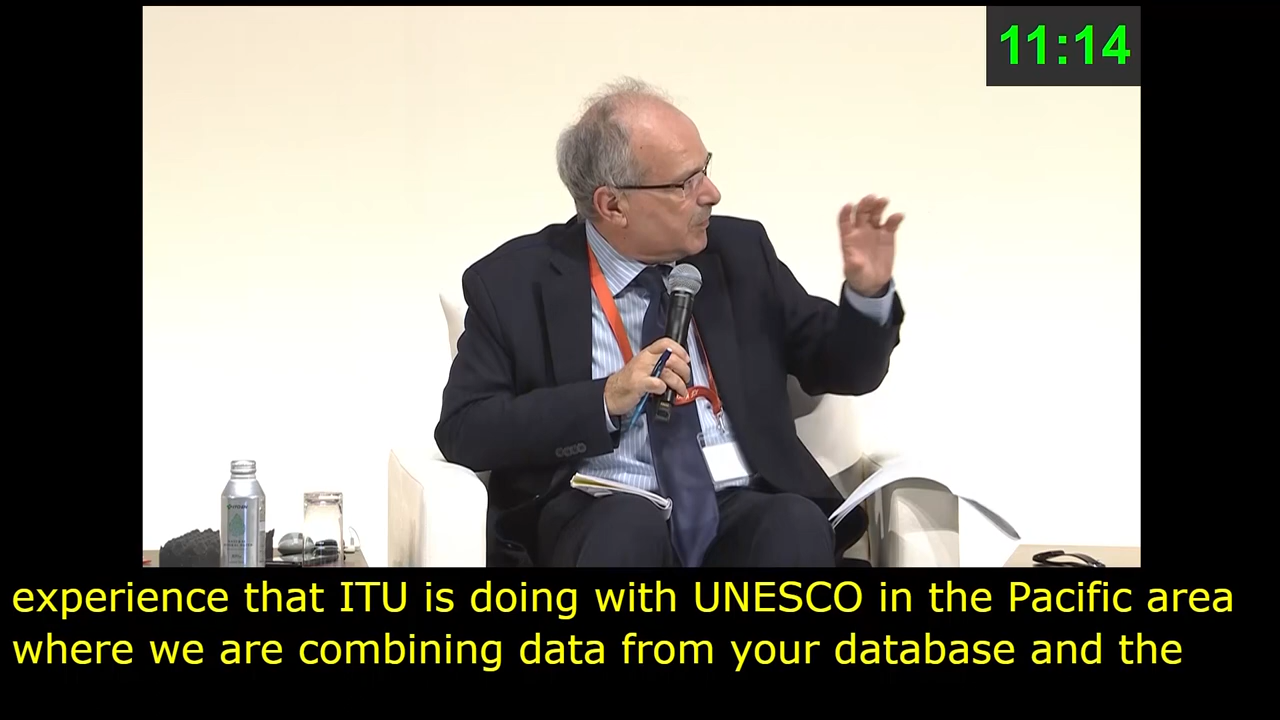 11:14
experience that ITU is doing with UNESCO in the Pacific area
where we are combining data from your database and the